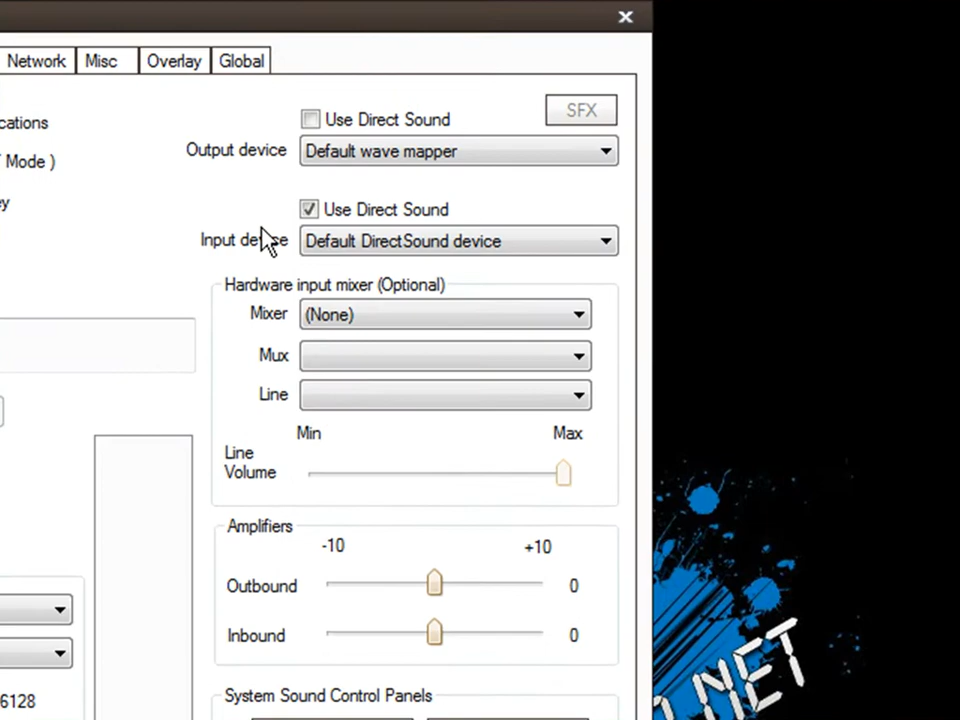 Network Misc Overlay Global
cations
Use Direct Sound
SFX
Mode )
Output device
Default wave mapper
ey
Use Direct Sound
Input device
Default DirectSound device
Hardware input mixer (Optional)
Mixer
(None)
Mux
Line
Min Max
Line
Volume
Amplifiers
-10 +10
Outbound 0
Inbound 0
System Sound Control Panels
6128
.NET